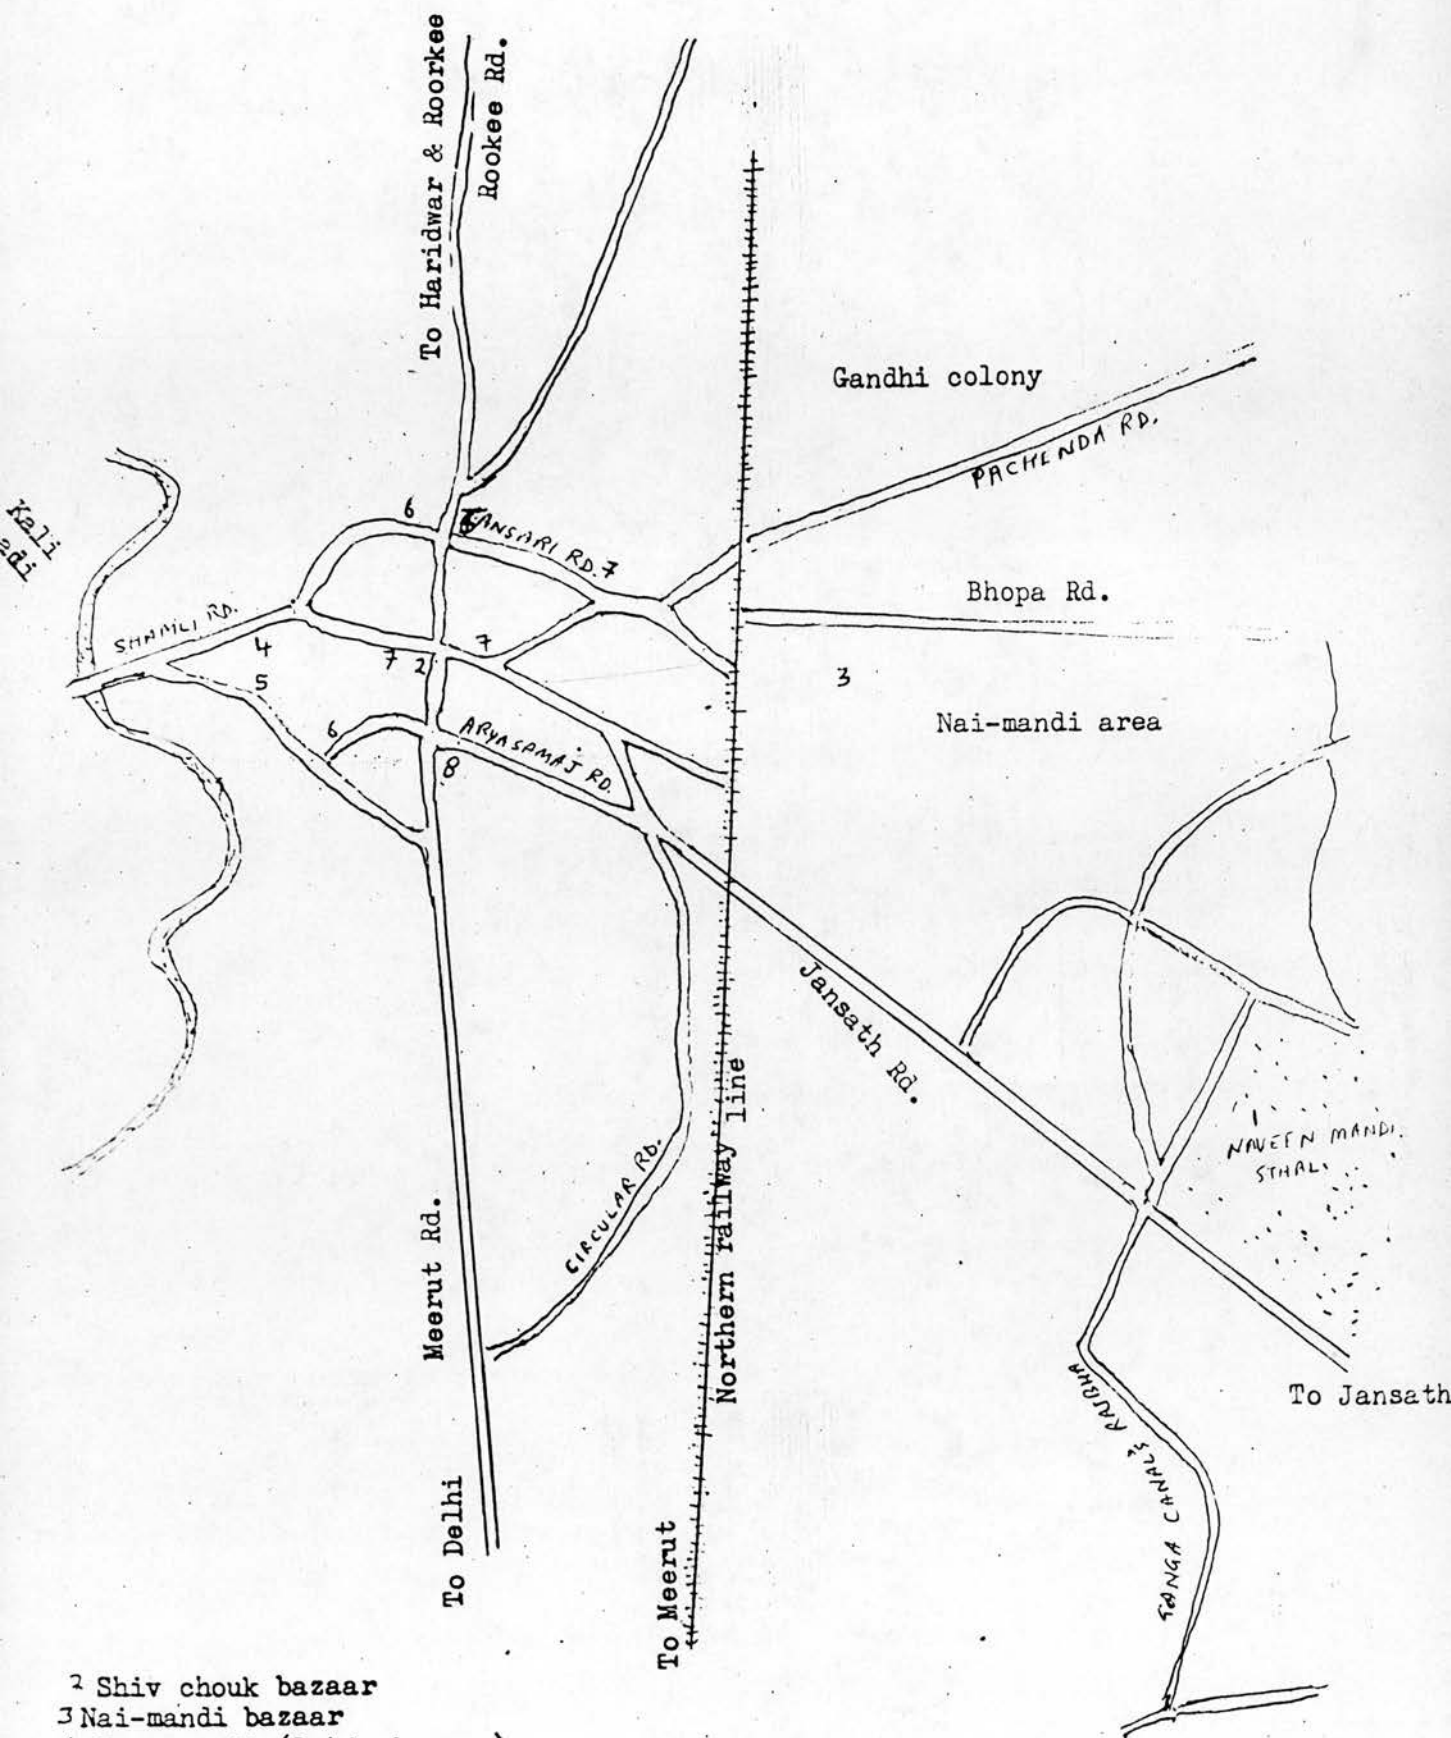 To Haridwar & Roorkee
Rookee Rd.
Gandhi colony
PACHENDA RD.
Kali
6
ANSARI RD. 7
Bhopa Rd.
SHAMLI RD.
4
7
2
7
3
5
Nai-mandi area
6
ARYASAMAJ RD.
8
Jansath Rd.
Northern railway line
1
NAVEEN MANDI
STHAL.
CIRCULAR RD.
Meerut Rd.
To Jansath
GANGA CANAL'S RAJBHA
To Delhi
To Meerut
2 Shiv chouk bazaar
3 Nai-mandi bazaar